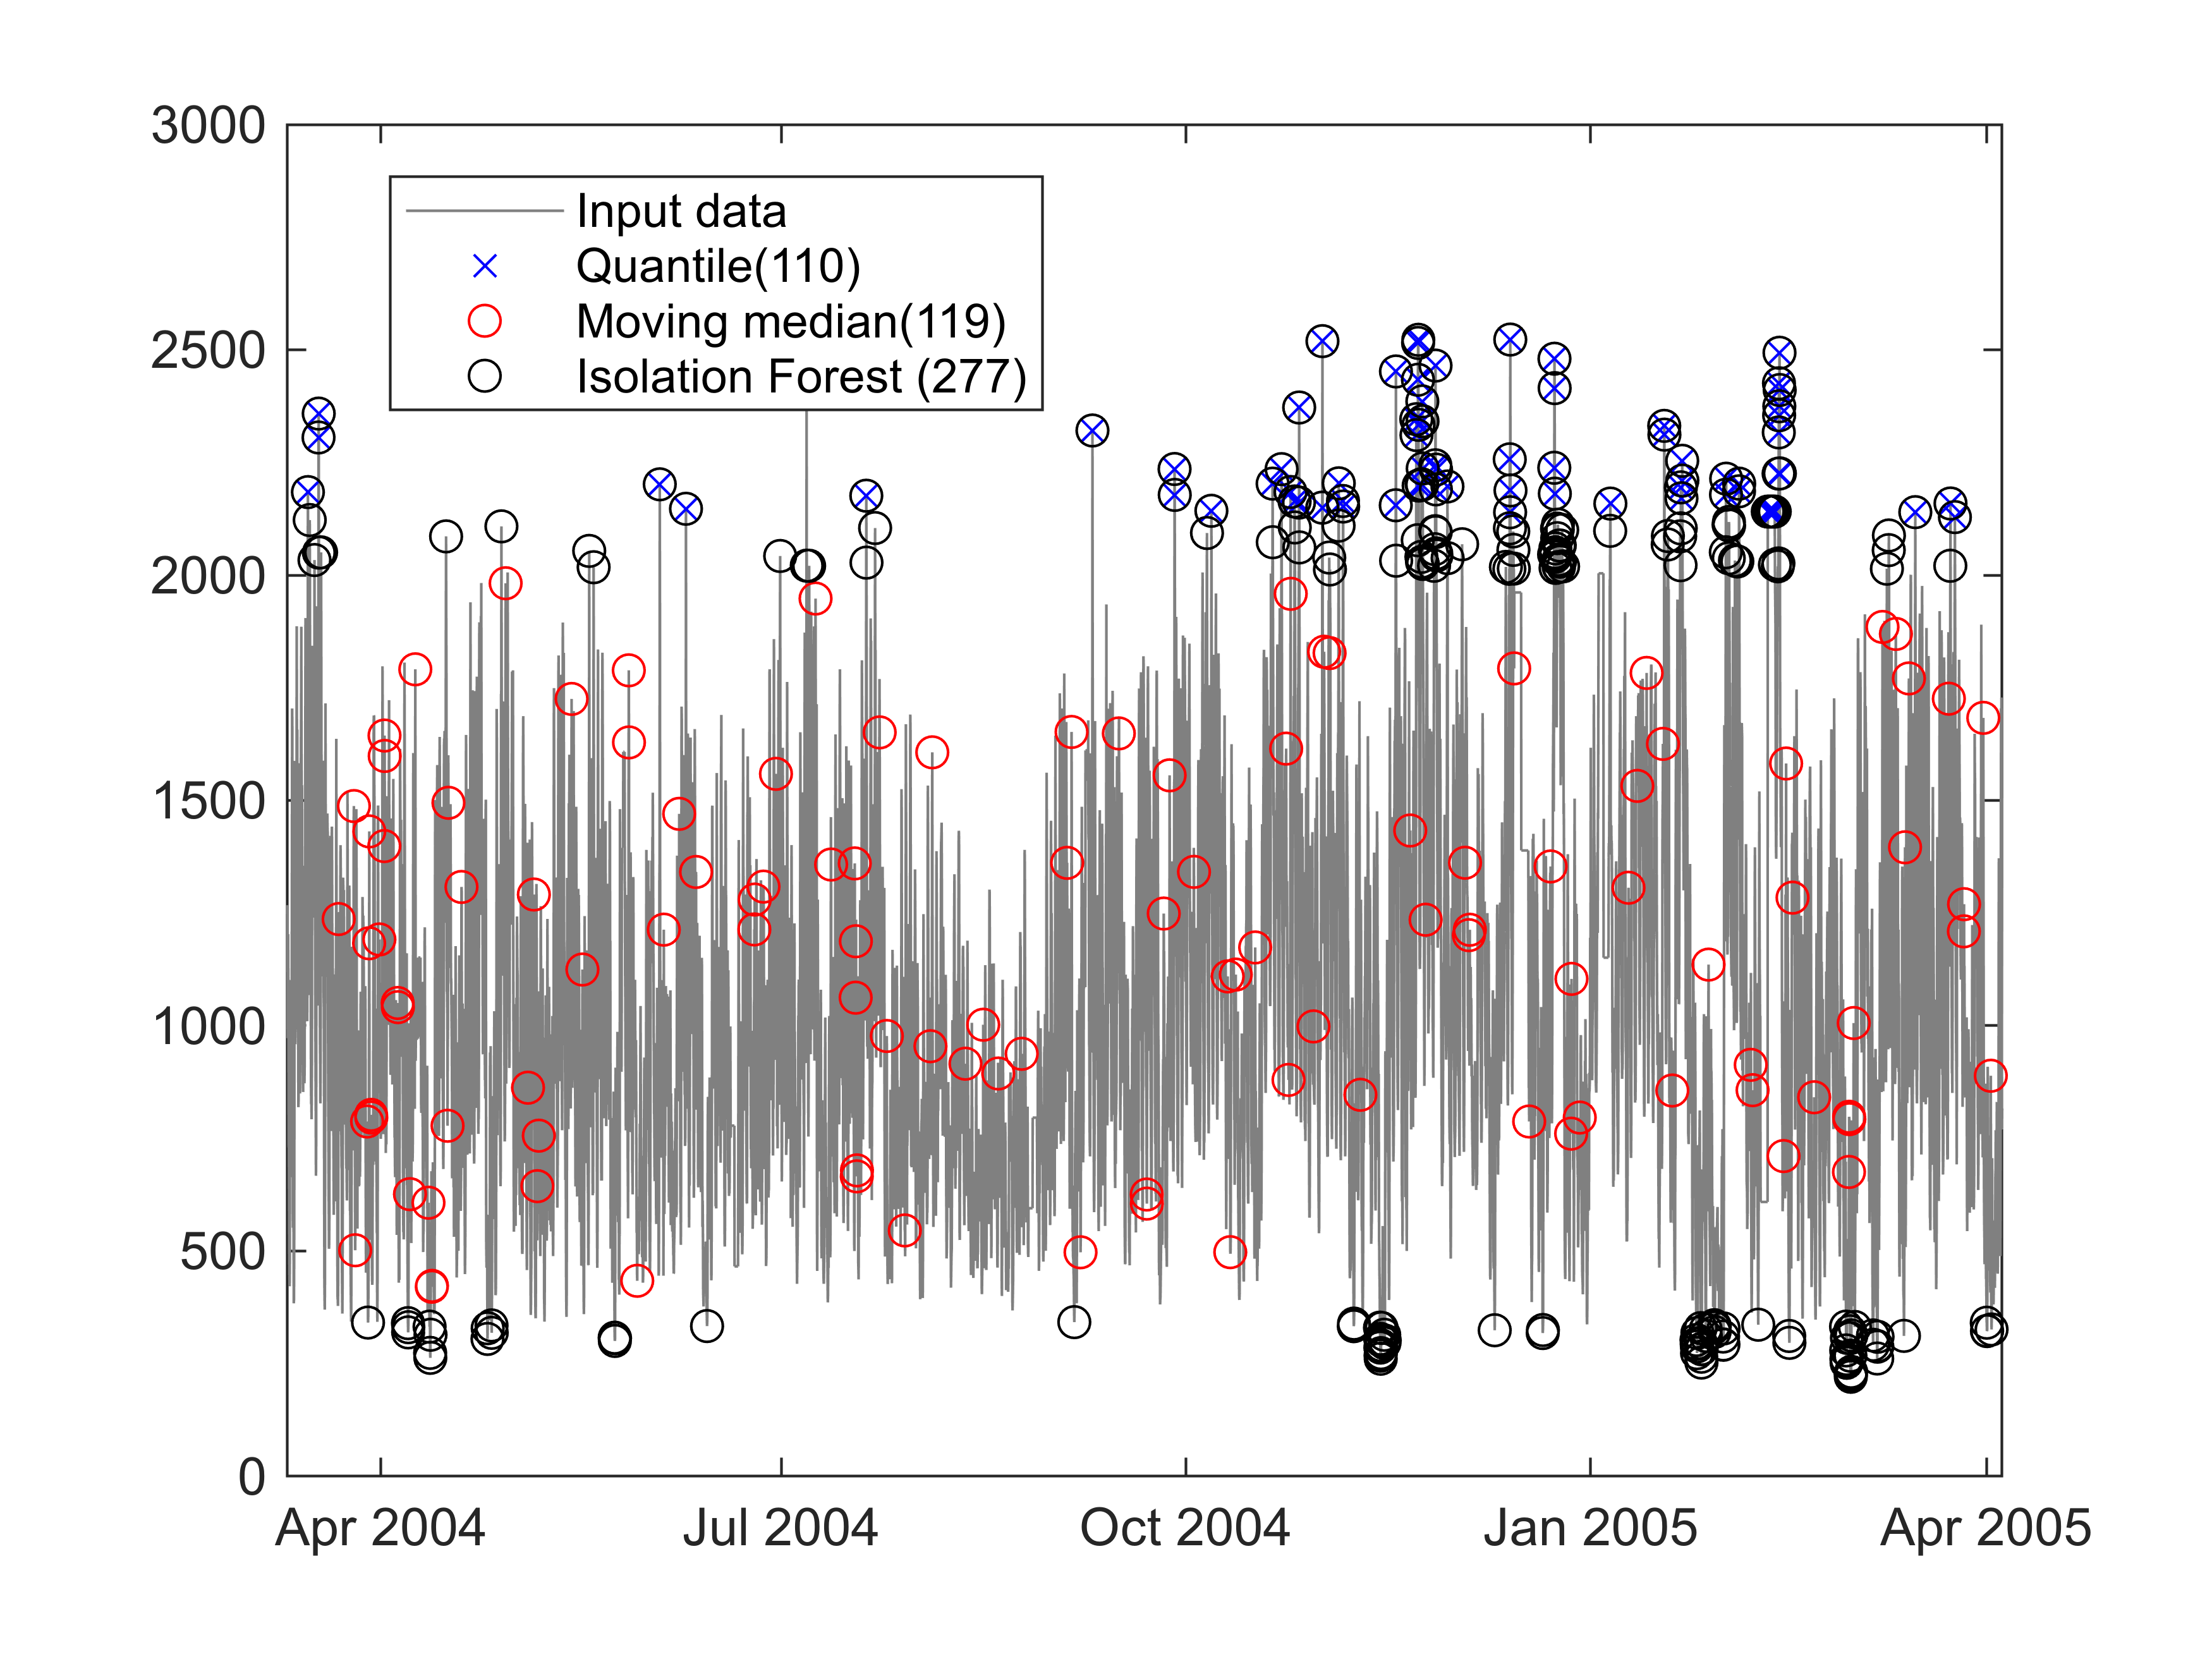 3000
2500
2000
1500
1000
500
0
Input data
Quantile(110)
Moving median(119)
Isolation Forest (277)
Apr 2004
Jul 2004
Oct 2004
Jan 2005
Apr 2005